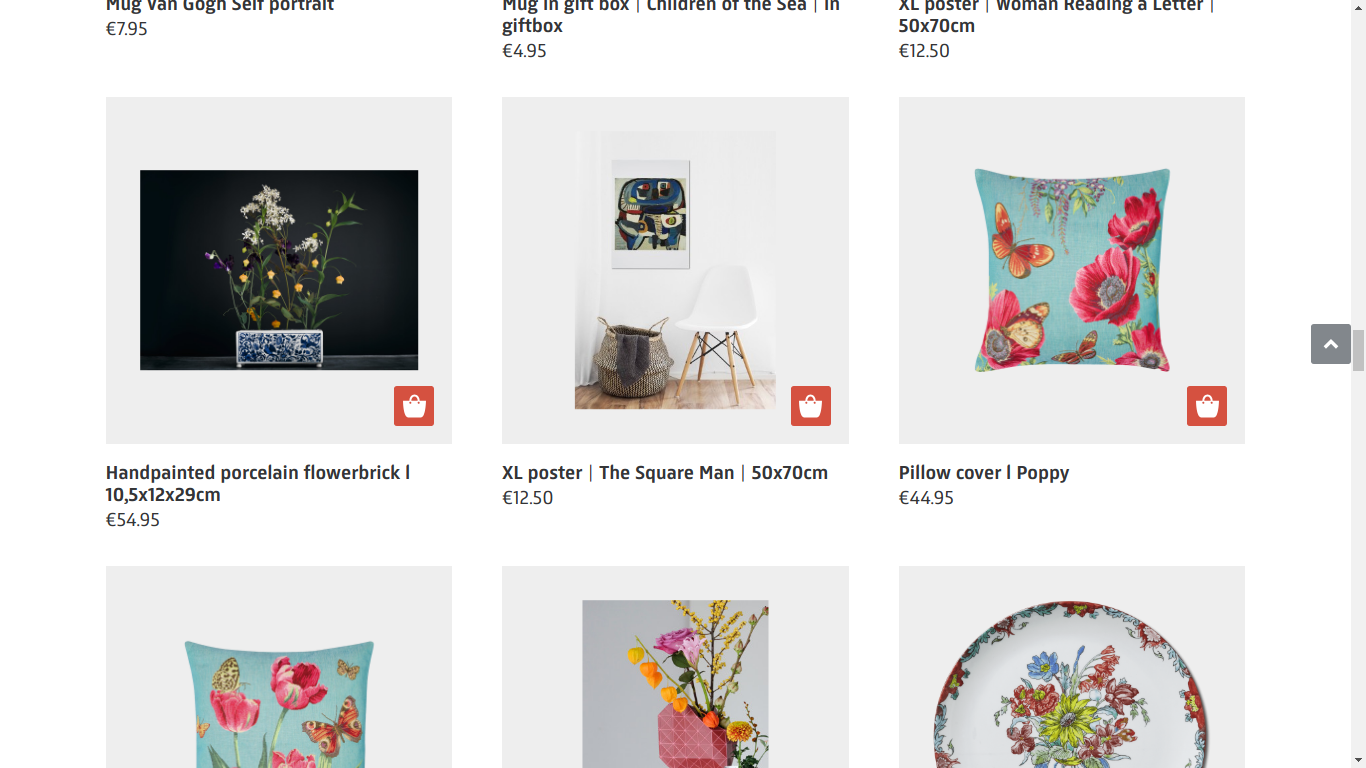 Mug Van Gogh Self portrait
€7.95
Mug in gift box | Children of the Sea | in
giftbox
€4.95
XL poster | Woman Reading a Letter |
50x70cm
€12.50
Handpainted porcelain flowerbrick l
10,5x12x29cm
€54.95
XL poster | The Square Man | 50x70cm
€12.50
Pillow cover l Poppy
€44.95